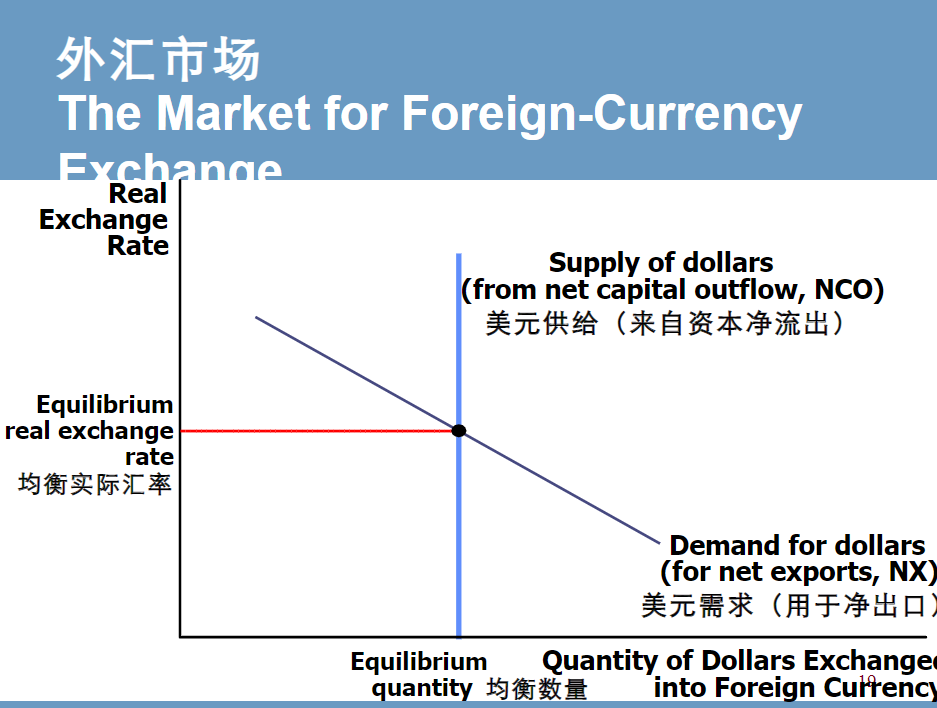 外汇市场
The Market for Foreign-Currency
Exchange
Real
Exchange
Rate
Supply of dollars
(from net capital outflow, NCO)
美元供给（来自资本净流出）
Equilibrium
real exchange
rate
均衡实际汇率
Demand for dollars
(for net exports, NX)
美元需求（用于净出口）
Equilibrium
quantity 均衡数量
Quantity of Dollars Exchanged
into Foreign Currency
19